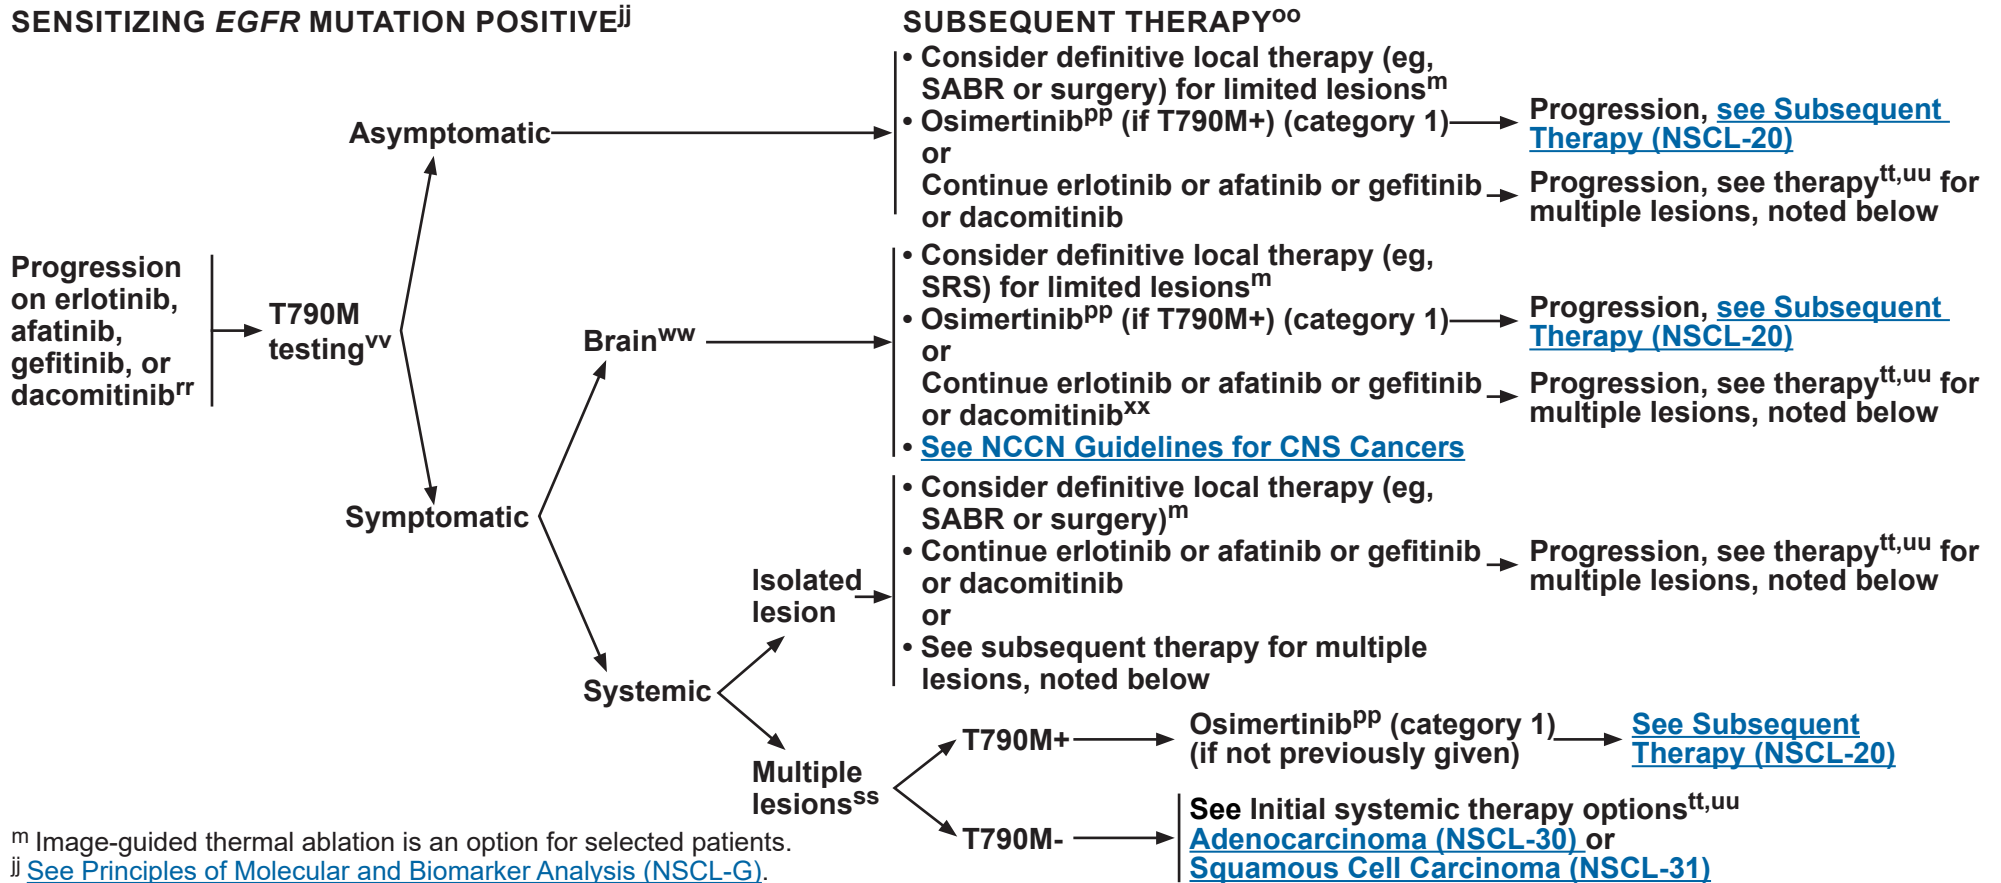 SENSITIZING EGFR MUTATION POSITIVEjj
SUBSEQUENT THERAPYoo
Progression
on erlotinib,
afatinib,
gefitinib, or
dacomitinibrr
T790M
testingvv
Asymptomatic
• Consider definitive local therapy (eg,
SABR or surgery) for limited lesionsm
• Osimertinibpp (if T790M+) (category 1)
or
Continue erlotinib or afatinib or gefitinib
or dacomitinib
Progression, see Subsequent
Therapy (NSCL-20)
Progression, see therapytt,uu for
multiple lesions, noted below
Symptomatic
Brainww
• Consider definitive local therapy (eg,
SRS) for limited lesionsm
• Osimertinibpp (if T790M+) (category 1)
or
Continue erlotinib or afatinib or gefitinib
or dacomitinibxx
• See NCCN Guidelines for CNS Cancers
Progression, see Subsequent
Therapy (NSCL-20)
Progression, see therapytt,uu for
multiple lesions, noted below
Systemic
Isolated
lesion
• Consider definitive local therapy (eg,
SABR or surgery)m
• Continue erlotinib or afatinib or gefitinib
or dacomitinib
or
• See subsequent therapy for multiple
lesions, noted below
Progression, see therapytt,uu for
multiple lesions, noted below
Multiple
lesionsss
T790M+
Osimertinibpp (category 1)
(if not previously given)
See Subsequent
Therapy (NSCL-20)
T790M-
See Initial systemic therapy optionstt,uu
Adenocarcinoma (NSCL-30) or
Squamous Cell Carcinoma (NSCL-31)
m Image-guided thermal ablation is an option for selected patients.
jj See Principles of Molecular and Biomarker Analysis (NSCL-G).